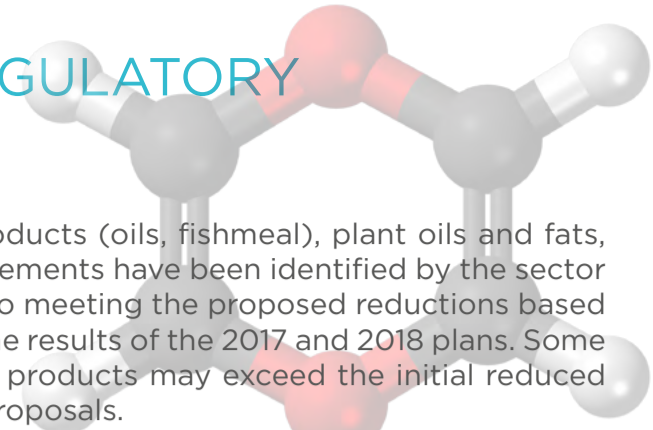 GULATORY
oducts (oils, fishmeal), plant oils and fats,
ements have been identified by the sector
o meeting the proposed reductions based
e results of the 2017 and 2018 plans. Some
products may exceed the initial reduced
roposals.